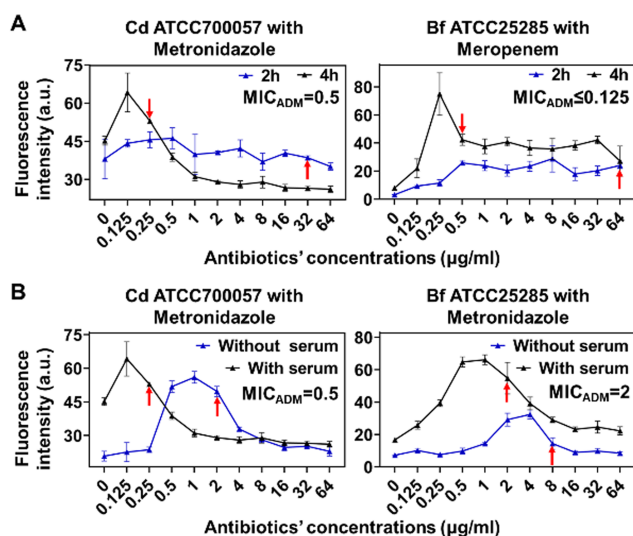 A
Cd ATCC700057 with
Metronidazole
Bf ATCC25285 with
Meropenem
Fluorescence
intensity (a.u.)
75
60
45
30
2h 4h
MIC_ADM=0.5
0 0.125 0.25 0.5 1 2 4 8 16 32 64
80
60
40
20
0
2h 4h
MIC_ADM≤0.125
0 0.125 0.25 0.5 1 2 4 8 16 32 64
Antibiotics' concentrations (µg/ml)
B
Cd ATCC700057 with
Metronidazole
Bf ATCC25285 with
Metronidazole
Fluorescence
intensity (a.u.)
75
60
45
30
Without serum
With serum
MIC_ADM=0.5
0 0.125 0.25 0.5 1 2 4 8 16 32 64
80
60
40
20
0
Without serum
With serum
MIC_ADM=2
0 0.125 0.25 0.5 1 2 4 8 16 32 64
Antibiotics' concentrations (µg/ml)